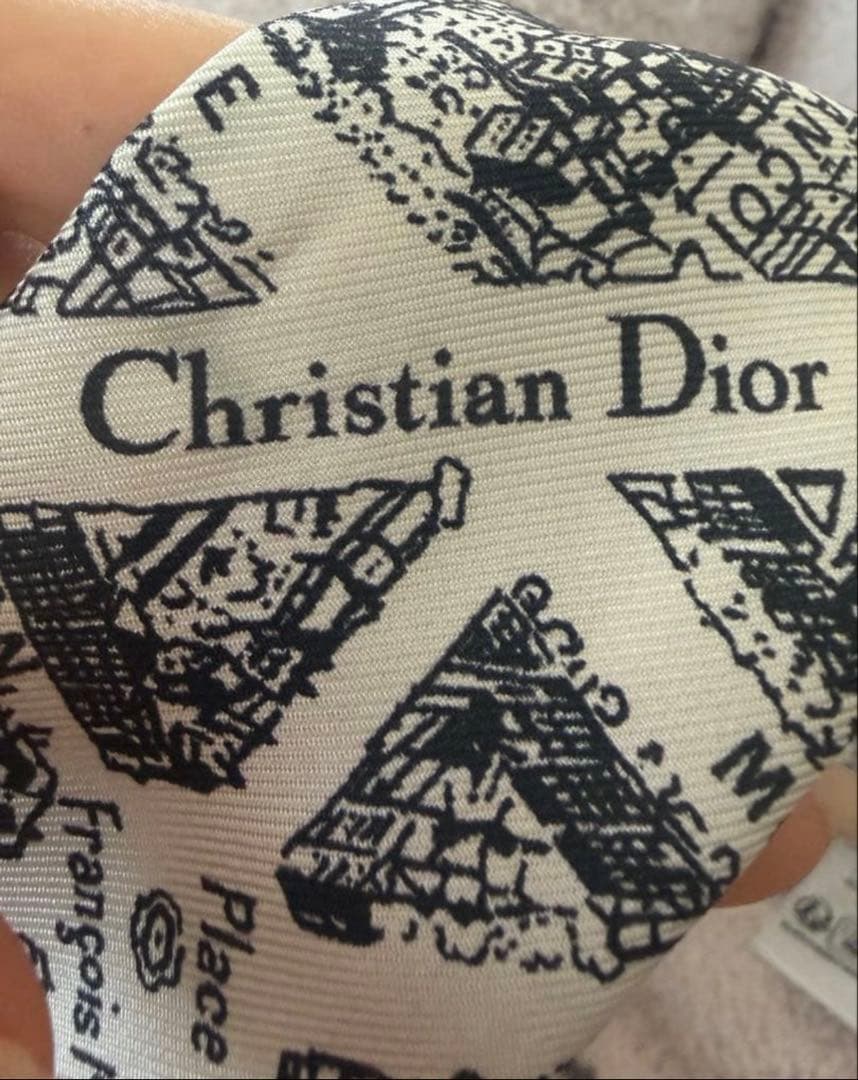 E
Christian Dior
M
François
Place